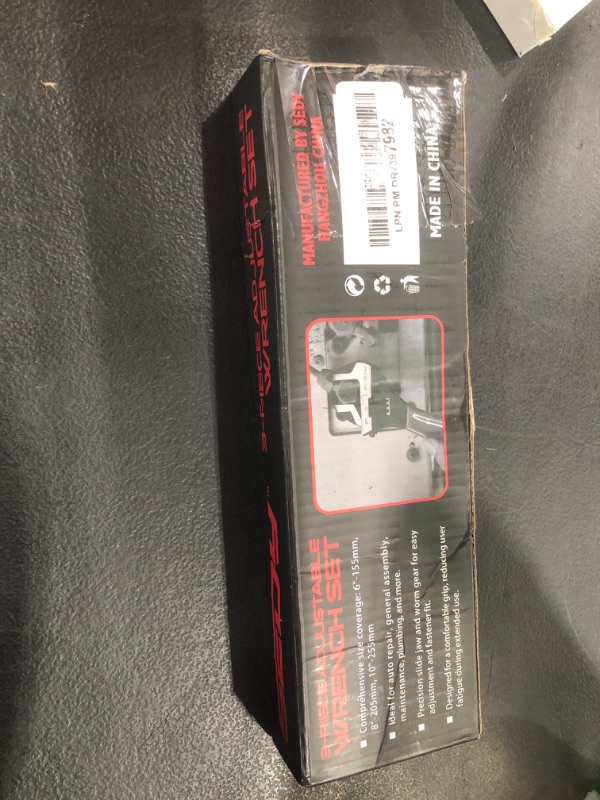 SEDY™
3-PIECE ADJUSTABLE
WRENCH SET
3-PIECE ADJUSTABLE
WRENCH SET
■ Comprehensive size coverage: 6"-155mm,
8"-205mm, 10"-255mm
■ Ideal for auto repair, general assembly,
maintenance, plumbing, and more.
■ Precision slide jaw and worm gear for easy
adjustment and fastener fit.
■ Designed for a comfortable grip, reducing user
fatigue during extended use.
MANUFACTURED BY SEDY
HANGZHOU CHINA
LPN PM
7982
MADE IN CHINA